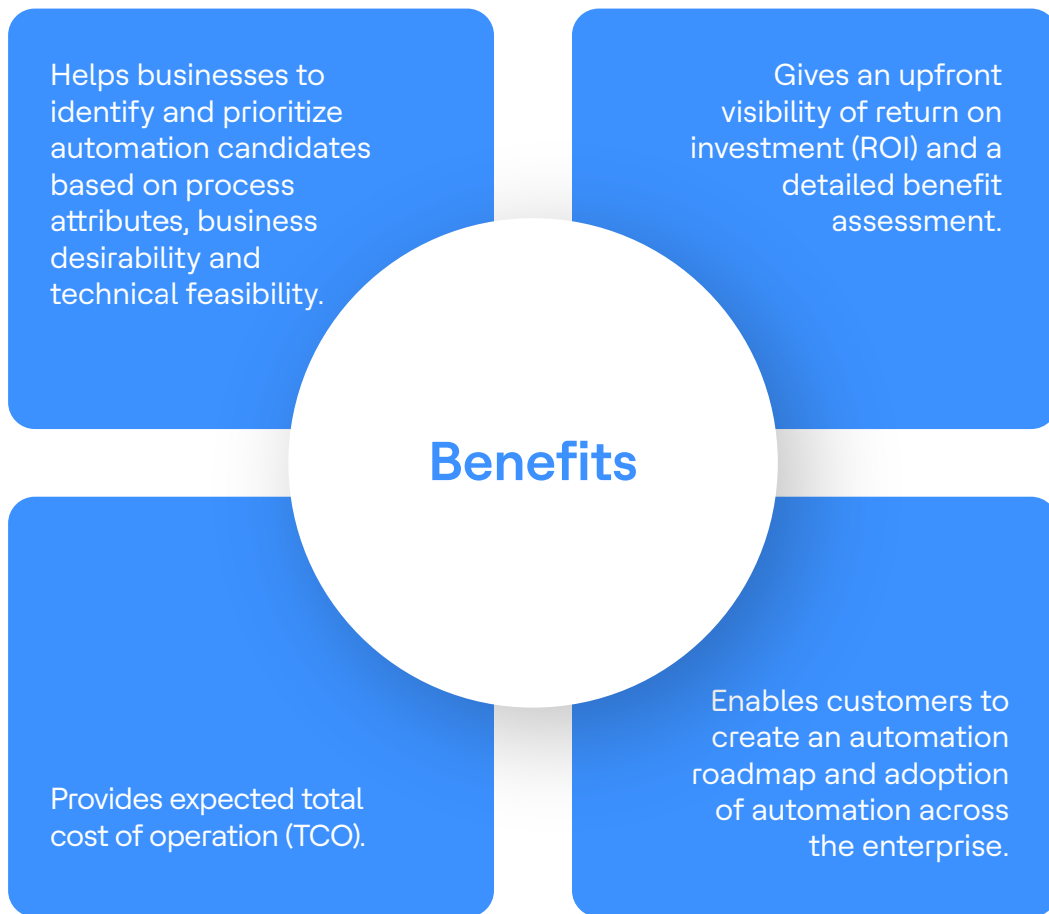 Helps businesses to
identify and prioritize
automation candidates
based on process
attributes, business
desirability and
technical feasibility.
Gives an upfront
visibility of return on
investment (ROI) and a
detailed benefit
assessment.
Benefits
Provides expected total
cost of operation (TCO).
Enables customers to
create an automation
roadmap and adoption
of automation across
the enterprise.